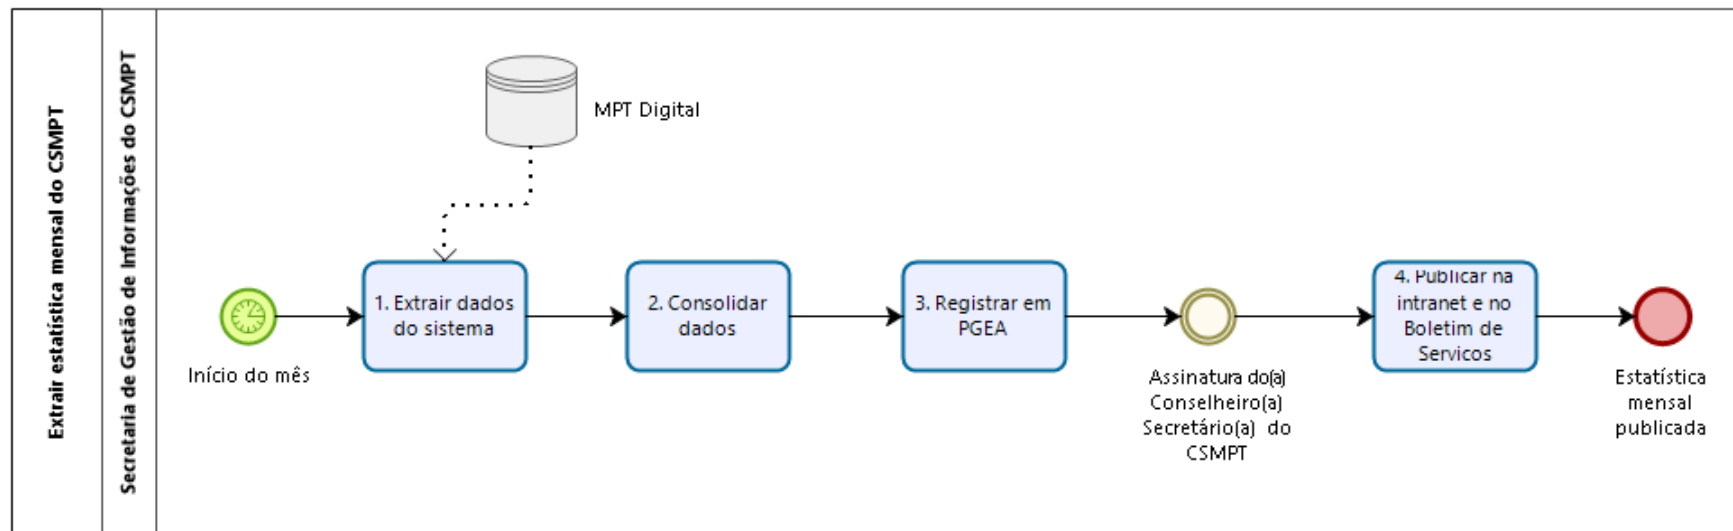 Extrair estatística mensal do CSMPT
Secretaria de Gestão de Informações do CSMPT
MPT Digital
Início do mês
1. Extrair dados
do sistema
2. Consolidar
dados
3. Registrar em
PGEA
Assinatura do(a)
Conselheiro(a)
Secretário(a) do
CSMPT
4. Publicar na
intranet e no
Boletim de
Servicos
Estatística
mensal
publicada